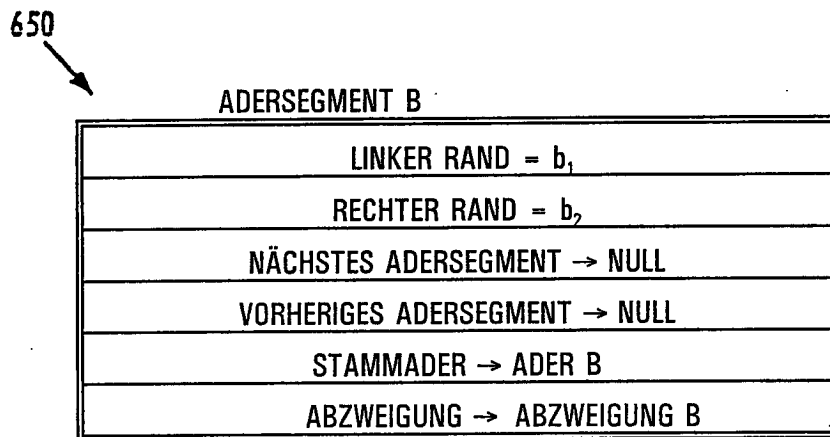 650
ADERSEGMENT B
LINKER RAND = b₁
RECHTER RAND = b₂
NÄCHSTES ADERSEGMENT → NULL
VORHERIGES ADERSEGMENT → NULL
STAMMADER → ADER B
ABZWEIGUNG → ABZWEIGUNG B